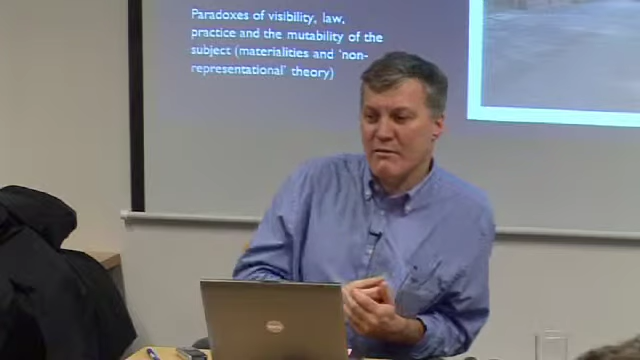 Paradoxes of visibility, law,
practice and the mutability of the
subject (materialities and ‘non-
representational’ theory)